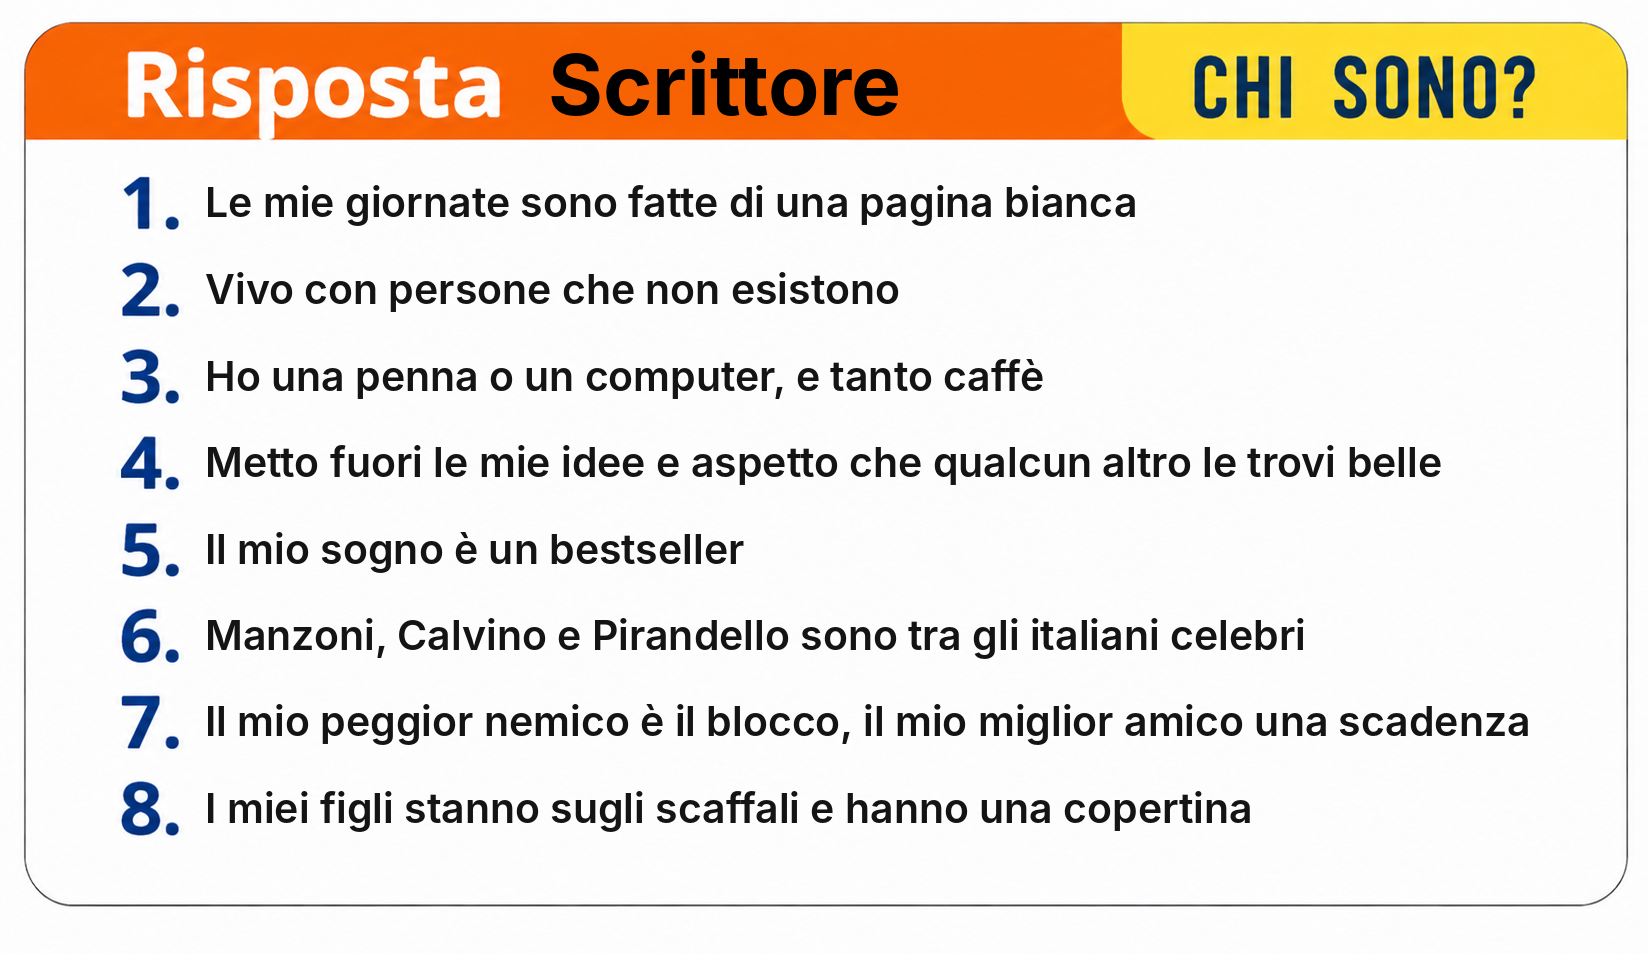 Risposta Scrittore CHI SONO?
1. Le mie giornate sono fatte di una pagina bianca
2. Vivo con persone che non esistono
3. Ho una penna o un computer, e tanto caffè
4. Metto fuori le mie idee e aspetto che qualcun altro le trovi belle
5. Il mio sogno è un bestseller
6. Manzoni, Calvino e Pirandello sono tra gli italiani celebri
7. Il mio peggior nemico è il blocco, il mio miglior amico una scadenza
8. I miei figli stanno sugli scaffali e hanno una copertina